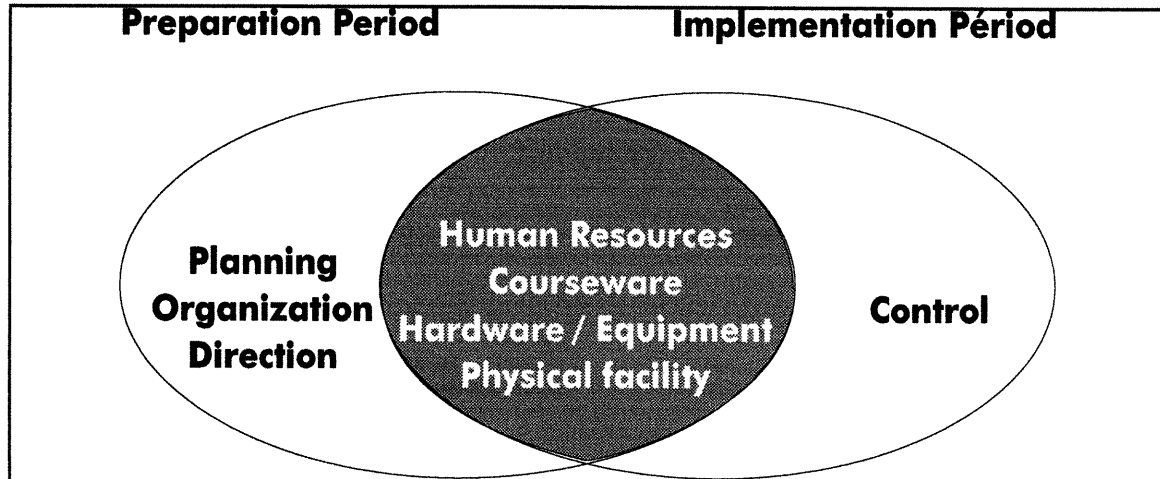 Preparation Period
Implementation Périod
Planning
Organization
Direction
Human Resources
Courseware
Hardware / Equipment
Physical facility
Control